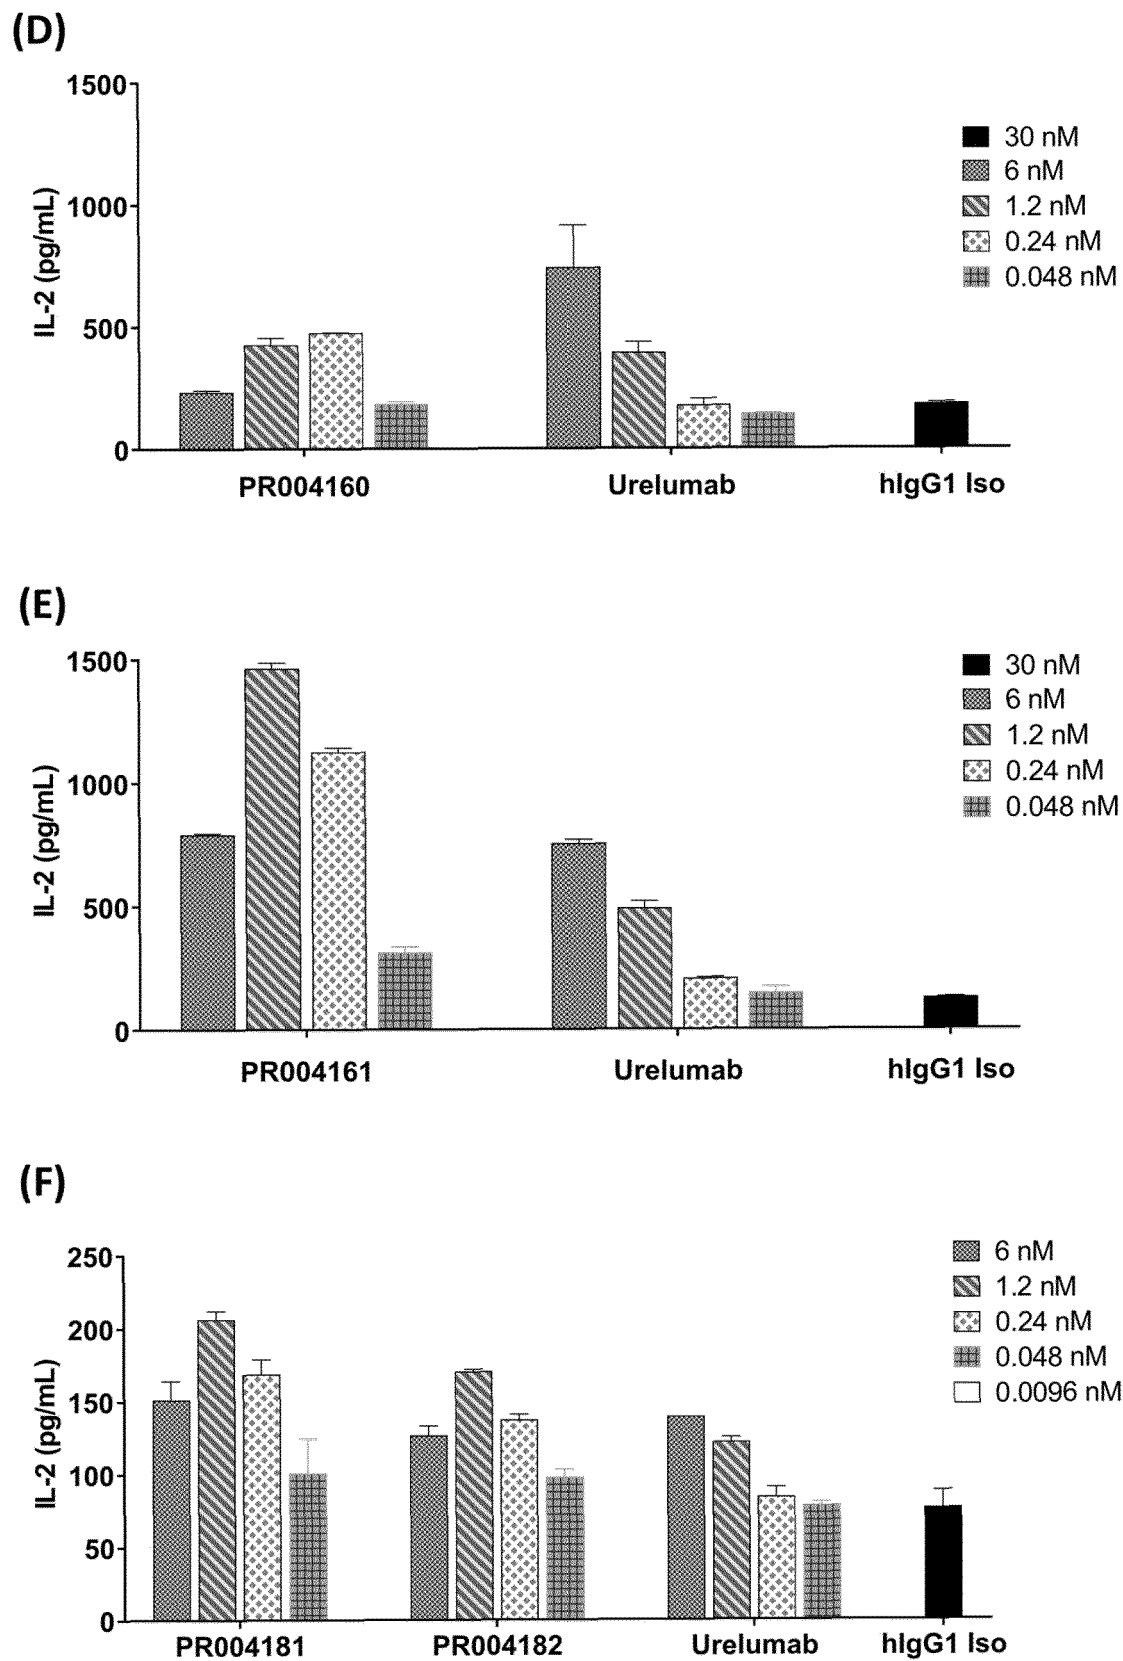 (D)
1500
1000
500
0
IL-2 (pg/mL)
30 nM
6 nM
1.2 nM
0.24 nM
0.048 nM
PR004160
Urelumab
hIgG1 Iso
(E)
1500
1000
500
0
IL-2 (pg/mL)
30 nM
6 nM
1.2 nM
0.24 nM
0.048 nM
PR004161
Urelumab
hIgG1 Iso
(F)
250
200
150
100
50
0
IL-2 (pg/mL)
6 nM
1.2 nM
0.24 nM
0.048 nM
0.0096 nM
PR004181
PR004182
Urelumab
hIgG1 Iso